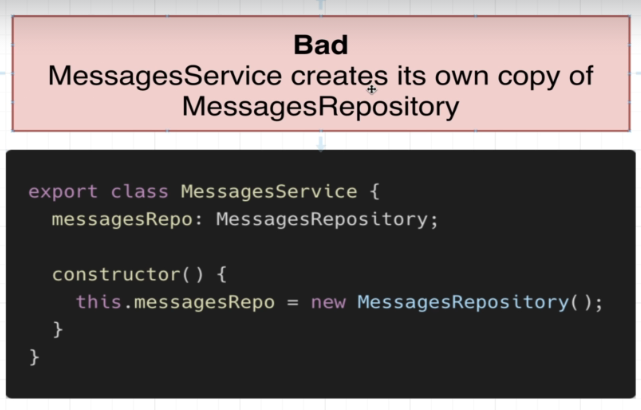 Bad
MessagesService creates its own copy of
MessagesRepository
export class MessagesService {
  messagesRepo: MessagesRepository;

  constructor() {
    this.messagesRepo = new MessagesRepository();
  }
}